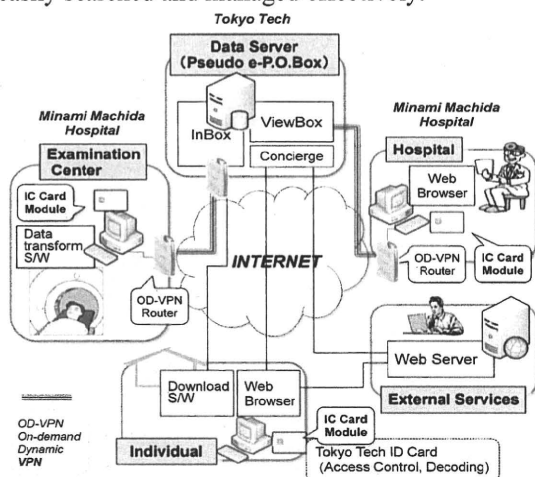 easily searched and managed effectively.
Tokyo Tech
Data Server
(Pseudo e-P.O.Box)
InBox
ViewBox
Concierge
Minami Machida
Hospital
Examination
Center
IC Card
Module
Data
transform
S/W
OD-VPN
Router
INTERNET
Minami Machida
Hospital
Hospital
Web
Browser
OD-VPN
Router
IC Card
Module
Web Server
External Services
Download
S/W
Web
Browser
Individual
IC Card
Module
Tokyo Tech ID Card
(Access Control, Decoding)
OD-VPN
On-demand
Dynamic
VPN